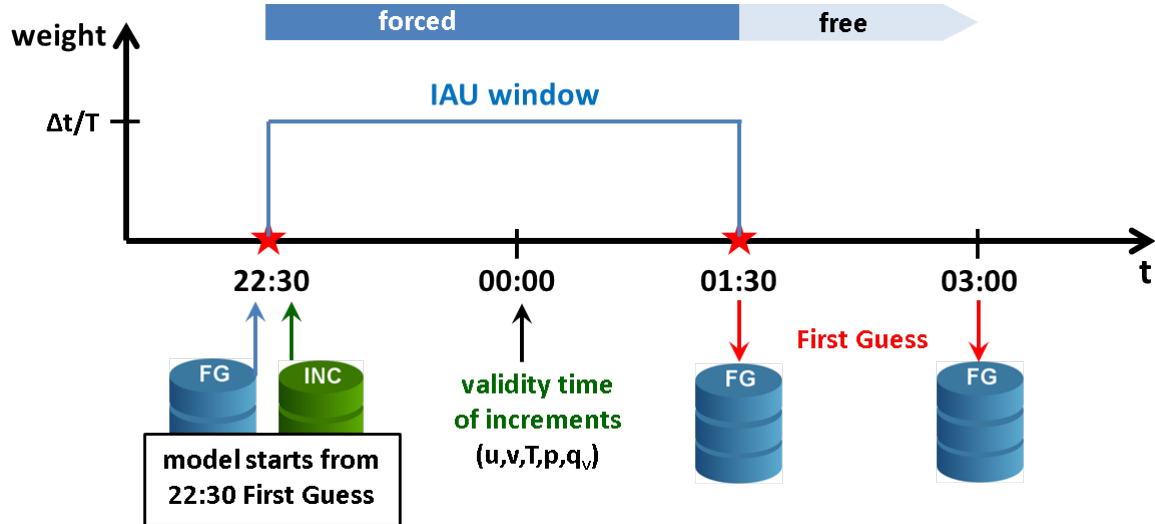 forced
free
weight
IAU window
Δt/T
22:30
00:00
01:30
03:00
t
First Guess
FG
INC
FG
FG
validity time
of increments
(u,v,T,p,qᵥ)
model starts from
22:30 First Guess